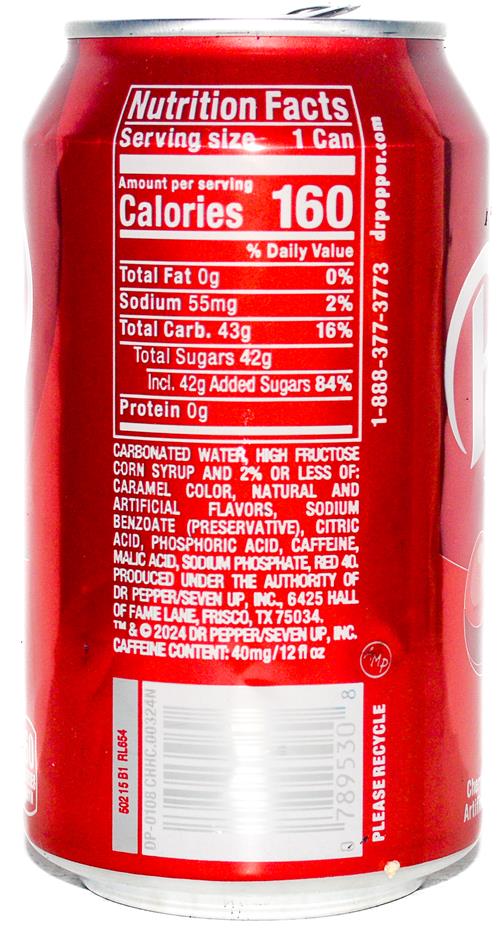 Nutrition Facts
Serving size 1 Can
Amount per serving
Calories 160
% Daily Value
Total Fat 0g 0%
Sodium 55mg 2%
Total Carb. 43g 16%
Total Sugars 42g
Incl. 42g Added Sugars 84%
Protein 0g
CARBONATED WATER, HIGH FRUCTOSE
CORN SYRUP AND 2% OR LESS OF:
CARAMEL COLOR, NATURAL AND
ARTIFICIAL FLAVORS, SODIUM
BENZOATE (PRESERVATIVE), CITRIC
ACID, PHOSPHORIC ACID, CAFFEINE,
MALIC ACID, SODIUM PHOSPHATE, RED 40.
PRODUCED UNDER THE AUTHORITY OF
DR PEPPER/SEVEN UP, INC., 6425 HALL
OF FAME LANE, FRISCO, TX 75034.
™ & © 2024 DR PEPPER/SEVEN UP, INC.
CAFFEINE CONTENT: 40mg/12 fl oz
1-888-377-3773 drpepper.com
MP
50215 B1 RL654
DP-0108 CHHC.00324N
789530 8
PLEASE RECYCLE